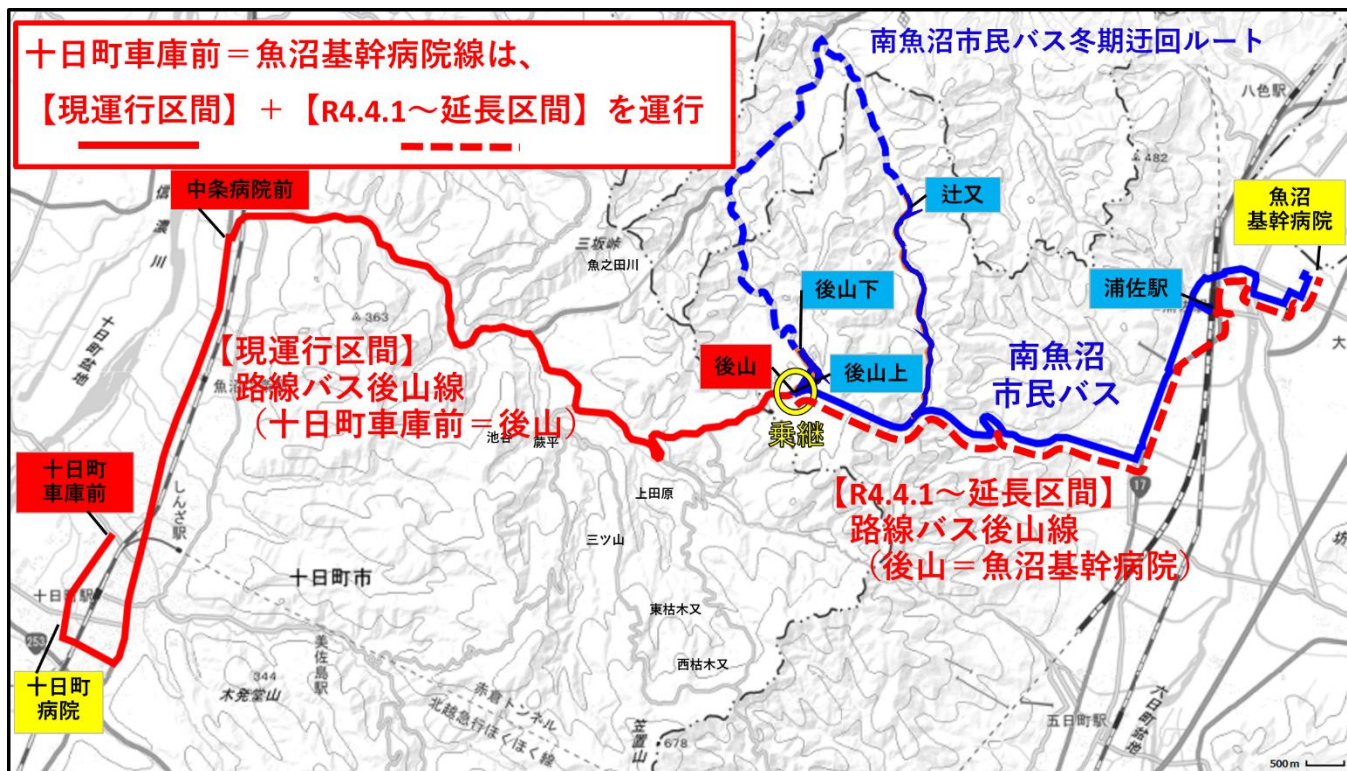 十日町車庫前＝魚沼基幹病院線は、
【現運行区間】＋【R4.4.1～延長区間】を運行
南魚沼市民バス冬期迂回ルート
八色駅
482
中条病院前
信濃川
三坂峠
魚之田川
辻又
魚沼
基幹病院
浦佐駅
十日町盆地
363
【現運行区間】
路線バス後山線
（十日町車庫前＝後山）
後山下
後山
後山上
乗継
南魚沼
市民バス
大
池谷
蕨平
十日町
車庫前
しんざ駅
上田原
17
【R4.4.1～延長区間】
路線バス後山線
（後山＝魚沼基幹病院）
三ツ山
十日町市
十日町駅
東枯木又
西枯木又
253
十日町
病院
344
木発堂山
美佐島駅
赤倉トンネル
北越急行ほくほく線
笠置山
678
五日町駅
六日町盆地
500m